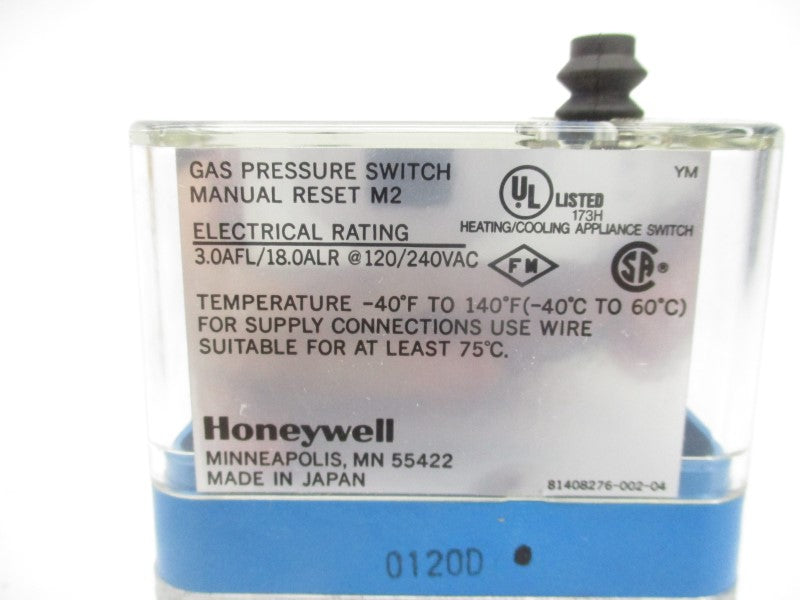 GAS PRESSURE SWITCH
MANUAL RESET M2
YM
UL® LISTED
173H
HEATING/COOLING APPLIANCE SWITCH
ELECTRICAL RATING
3.0AFL/18.0ALR @ 120/240VAC
FM
SA®
TEMPERATURE -40°F TO 140°F(-40°C TO 60°C)
FOR SUPPLY CONNECTIONS USE WIRE
SUITABLE FOR AT LEAST 75°C.
Honeywell
MINNEAPOLIS, MN 55422
MADE IN JAPAN
81408276-002-04
0120D